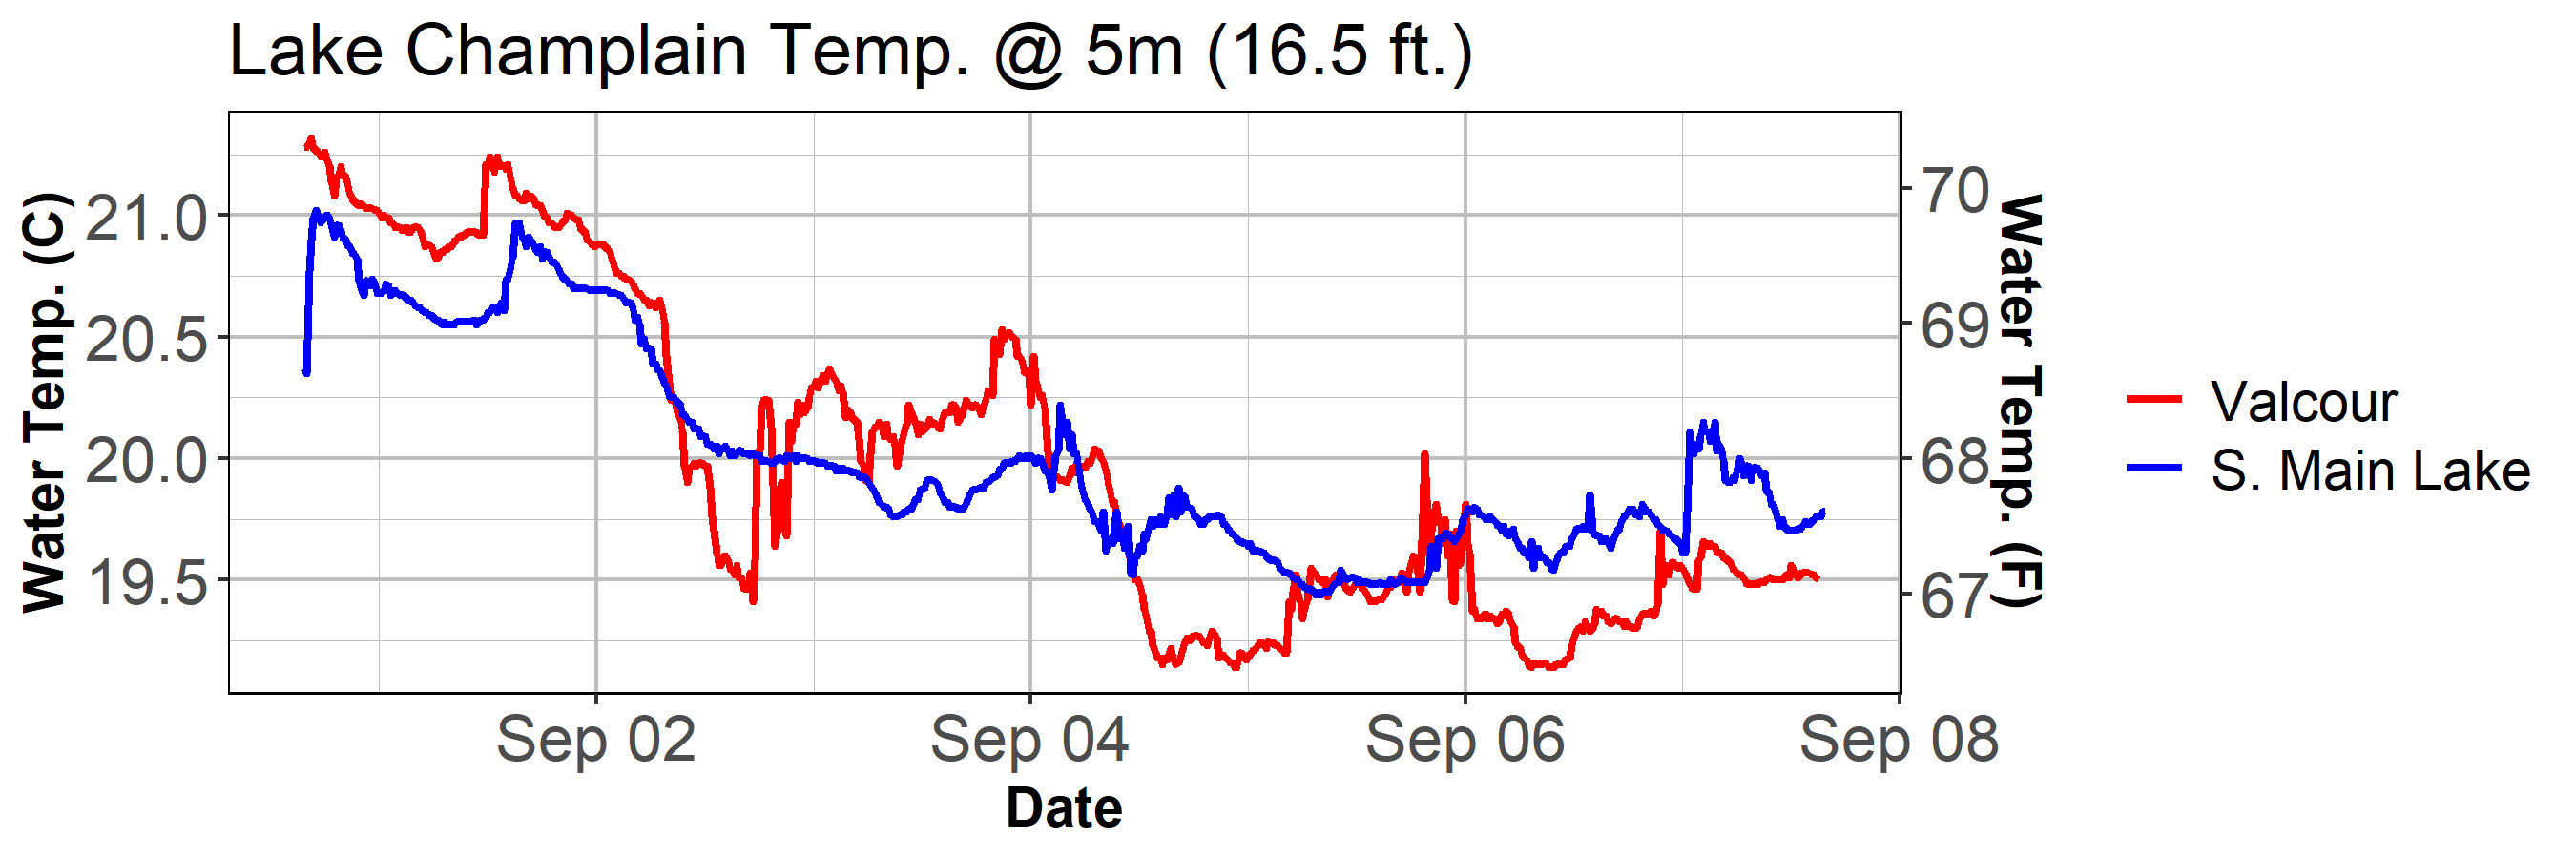 Lake Champlain Temp. @ 5m (16.5 ft.)
Water Temp. (C)
21.0
20.5
20.0
19.5
70
69
68
67
Water Temp. (F)
Sep 02
Sep 04
Sep 06
Sep 08
Date
Valcour
S. Main Lake